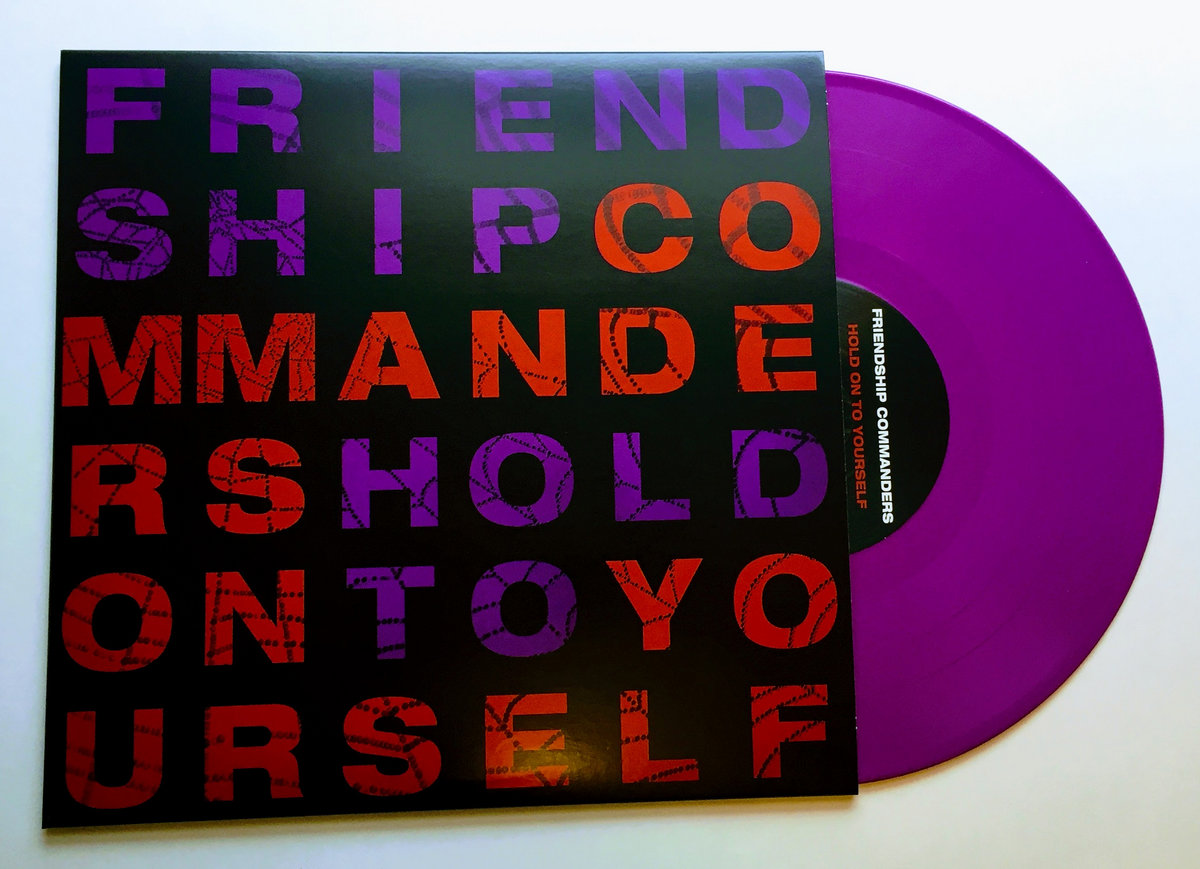 FRIEND
SHIPCO
MMANDE
RSHOLD
ONTOYO
URSELF
FRIENDSHIP COMMANDERS
HOLD ON TO YOURSELF